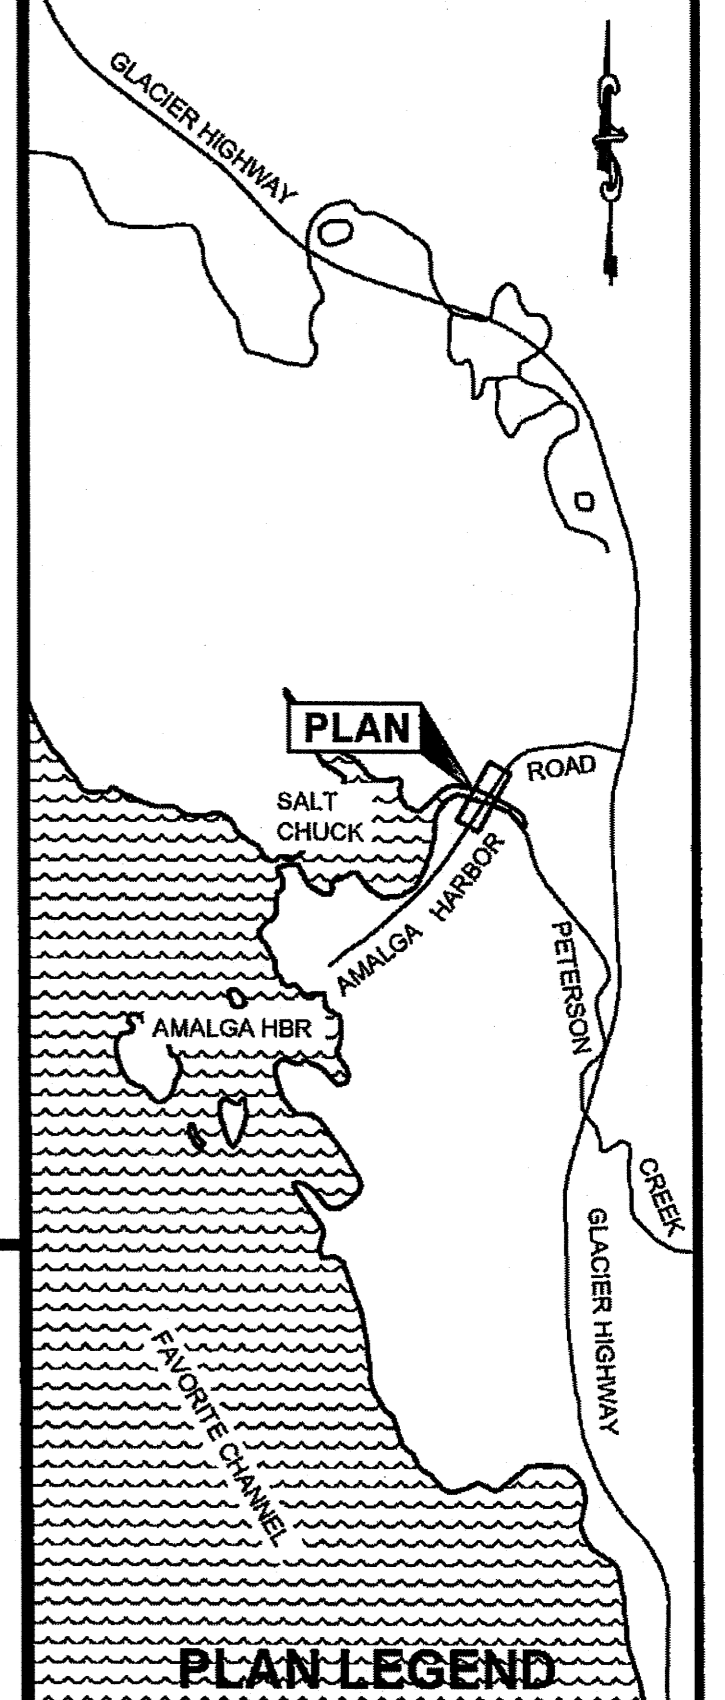 GLACIER HIGHWAY
PLAN
ROAD
SALT
CHUCK
AMALGA HARBOR
PETERSON
AMALGA HBR
CREEK
GLACIER HIGHWAY
FAVORITE CHANNEL
PLAN LEGEND